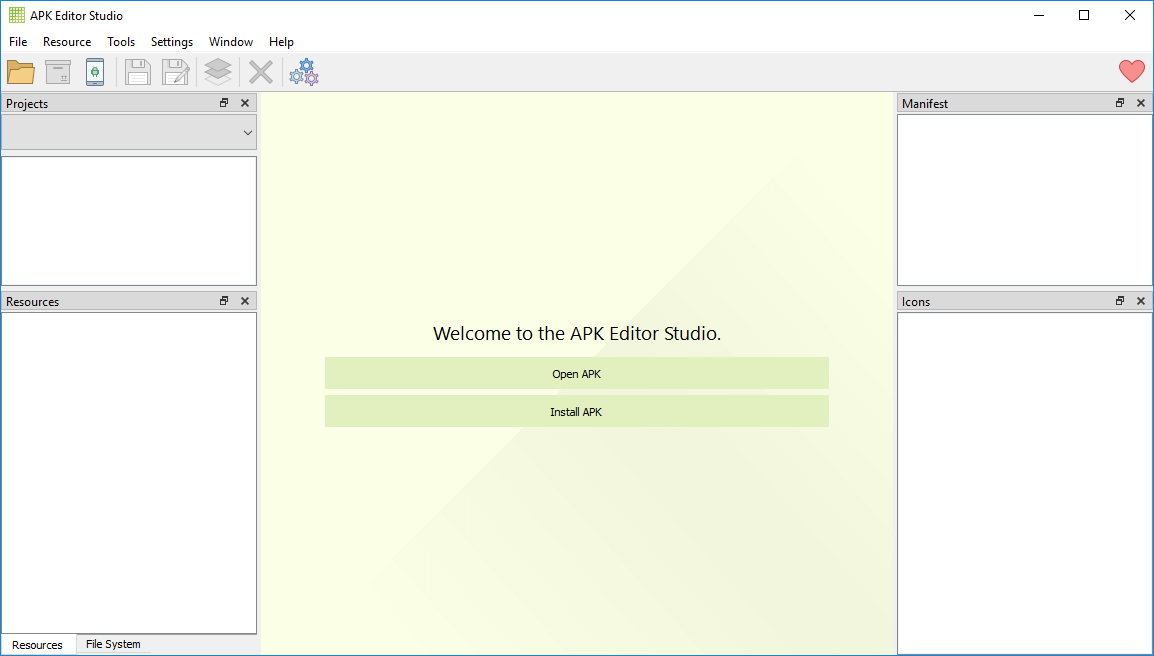 APK Editor Studio
File Resource Tools Settings Window Help
Projects
Manifest
Resources
Icons
Welcome to the APK Editor Studio.
Open APK
Install APK
Resources File System